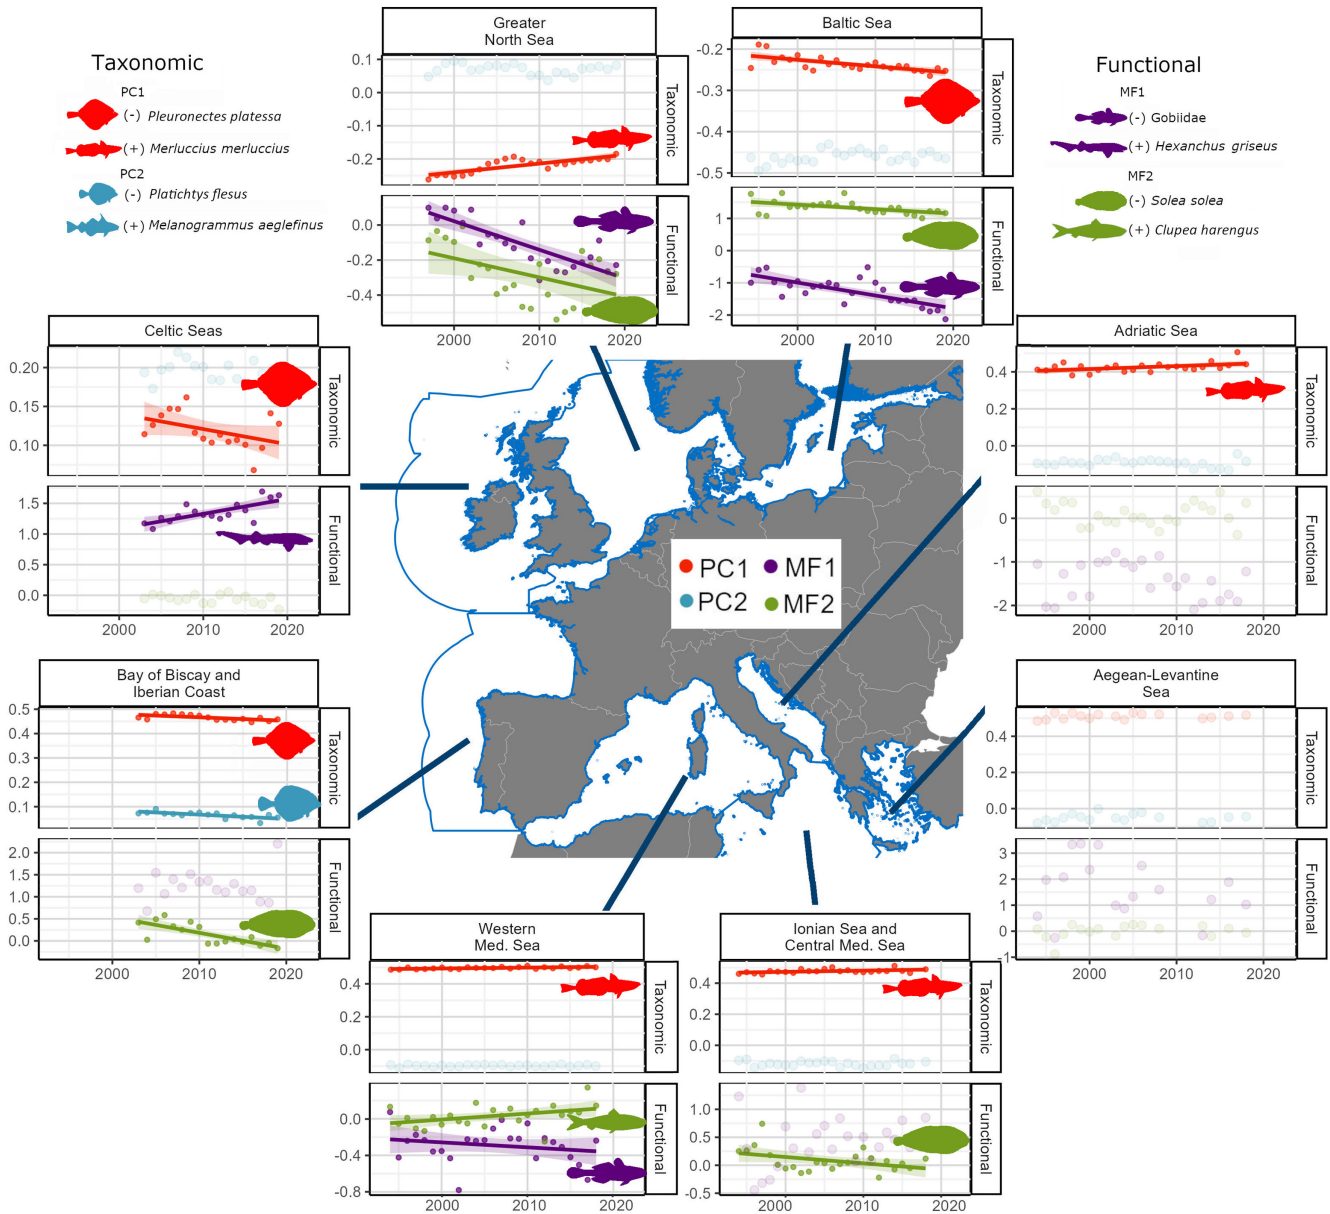 Taxonomic
PC1
(-) Pleuronectes platessa
(+) Merluccius merluccius
PC2
(-) Platichtys flesus
(+) Melanogrammus aeglefinus
Greater
North Sea
0.1
0.0
-0.1
-0.2
Taxonomic
0.0
-0.2
-0.4
Functional
2000
2010
2020
Baltic Sea
-0.2
-0.3
-0.4
-0.5
Taxonomic
1
0
-1
-2
Functional
2000
2010
2020
Functional
MF1
(-) Gobiidae
(+) Hexanchus griseus
MF2
(-) Solea solea
(+) Clupea harengus
Celtic Seas
0.20
0.15
0.10
Taxonomic
1.5
1.0
0.5
0.0
Functional
2000
2010
2020
Adriatic Sea
0.4
0.2
0.0
Taxonomic
0
-1
-2
Functional
2000
2010
2020
PC1
MF1
PC2
MF2
Bay of Biscay and
Iberian Coast
0.5
0.4
0.3
0.2
0.1
Taxonomic
2.0
1.5
1.0
0.5
0.0
Functional
2000
2010
2020
Aegean-Levantine
Sea
0.4
0.2
0.0
Taxonomic
3
2
1
0
-1
Functional
2000
2010
2020
Western
Med. Sea
0.4
0.2
0.0
Taxonomic
0.0
-0.4
-0.8
Functional
2000
2010
2020
Ionian Sea and
Central Med. Sea
0.4
0.2
0.0
Taxonomic
1.0
0.5
0.0
-0.5
Functional
2000
2010
2020